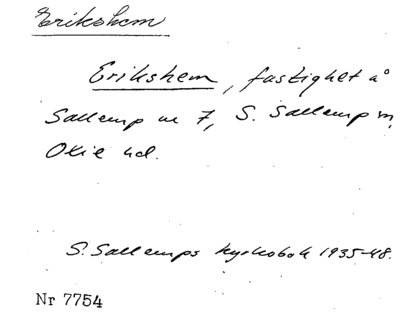 Erikshem
Erikshem, fastighet å
Sallerup nr 7, S. Sallerup sn,
Oxie hd.
S. Sallerups kyrkobok 1935-48.
Nr 7754